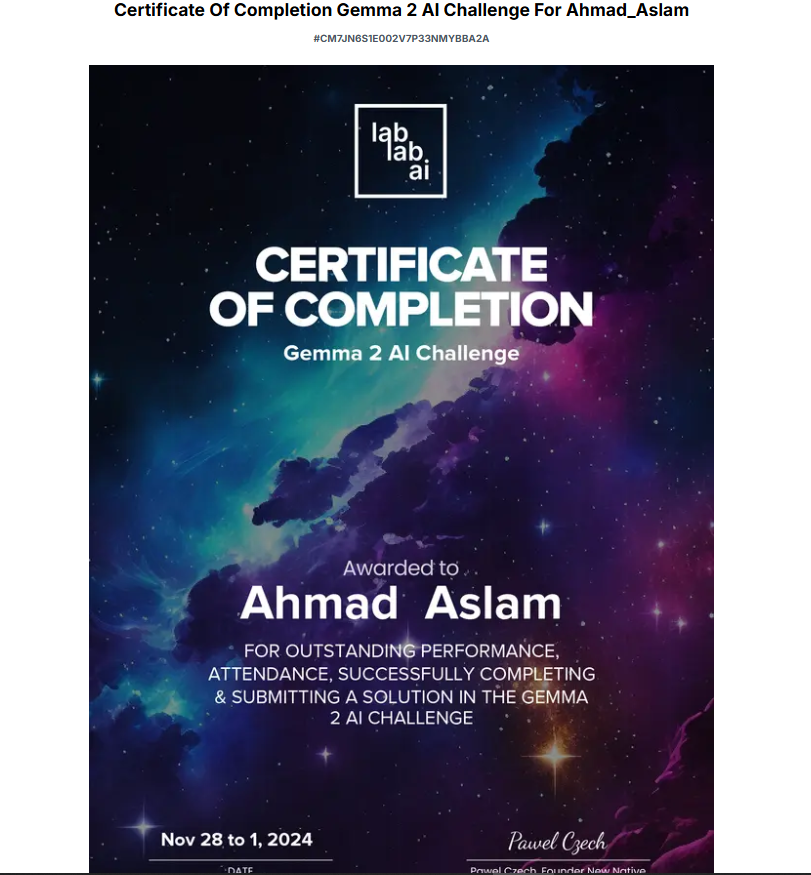 Certificate Of Completion Gemma 2 AI Challenge For Ahmad_Aslam
#CM7JN6S1E002V7P33NMYBBA2A
lab
lab
ai
CERTIFICATE
OF COMPLETION
Gemma 2 AI Challenge
Awarded to
Ahmad Aslam
FOR OUTSTANDING PERFORMANCE,
ATTENDANCE, SUCCESSFULLY COMPLETING
& SUBMITTING A SOLUTION IN THE GEMMA
2 AI CHALLENGE
Nov 28 to 1, 2024
Pawel Czech
DATE
Pawel Czech, Founder New Native